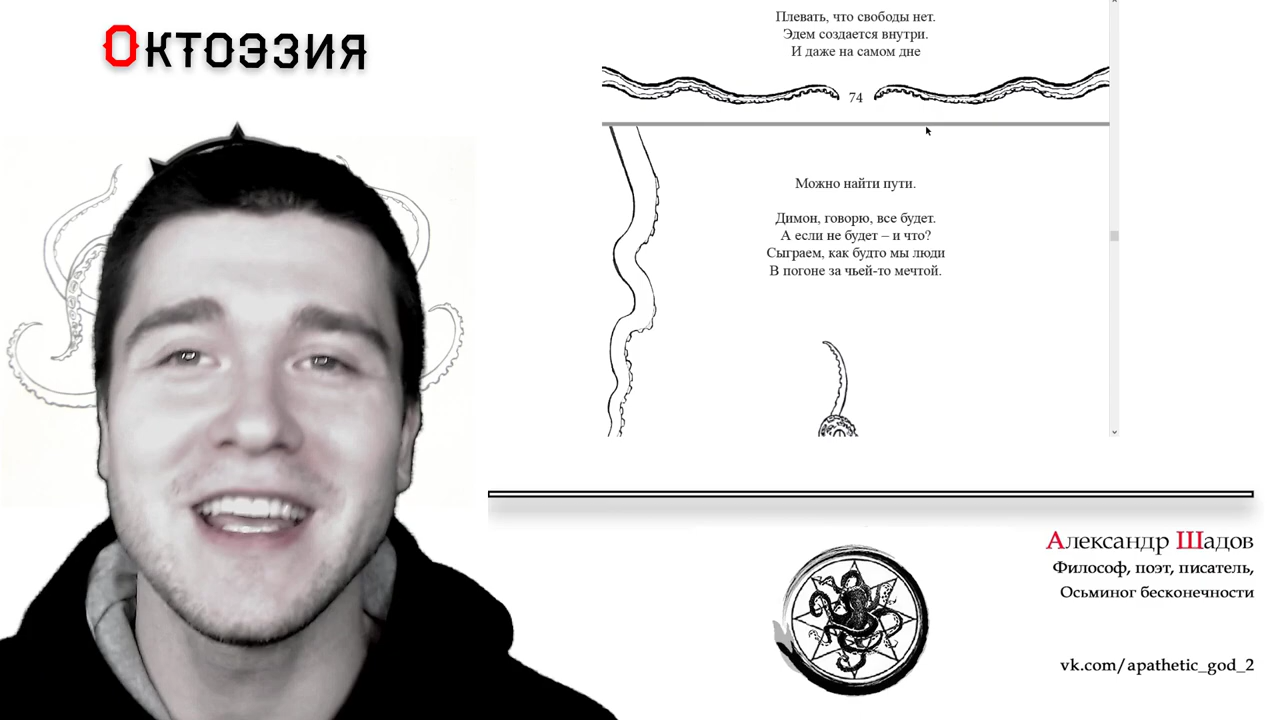 Октоэзия
Плевать, что свободы нет.
Эдем создается внутри.
И даже на самом дне
74
Можно найти пути.
Димон, говорю, все будет.
А если не будет – и что?
Сыграем, как будто мы люди
В погоне за чьей-то мечтой.
Александр Шадов
Философ, поэт, писатель,
Осьминог бесконечности
vk.com/apathetic_god_2